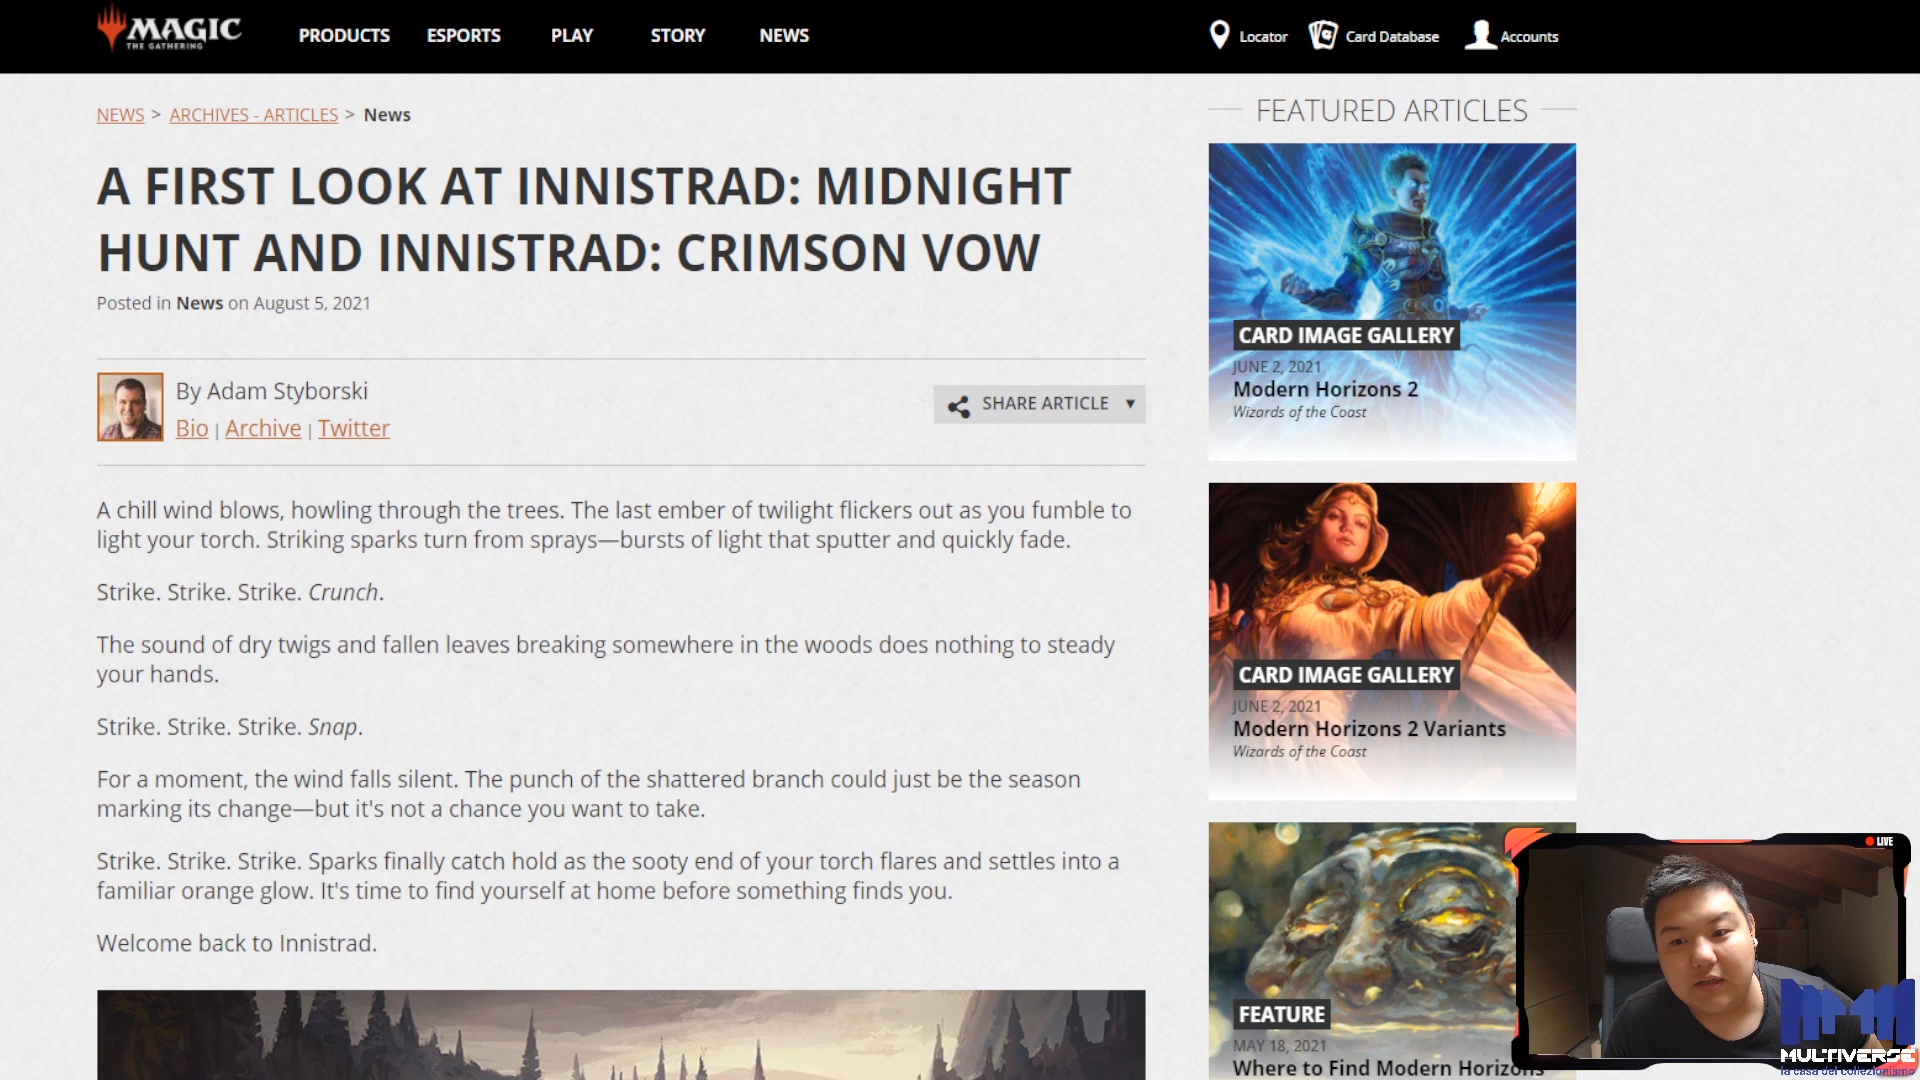 MAGIC
THE GATHERING
PRODUCTS ESPORTS PLAY STORY NEWS
Locator Card Database Accounts
NEWS > ARCHIVES - ARTICLES > News
A FIRST LOOK AT INNISTRAD: MIDNIGHT
HUNT AND INNISTRAD: CRIMSON VOW
Posted in News on August 5, 2021
By Adam Styborski
Bio | Archive | Twitter
SHARE ARTICLE ▼
A chill wind blows, howling through the trees. The last ember of twilight flickers out as you fumble to
light your torch. Striking sparks turn from sprays—bursts of light that sputter and quickly fade.
Strike. Strike. Strike. Crunch.
The sound of dry twigs and fallen leaves breaking somewhere in the woods does nothing to steady
your hands.
Strike. Strike. Strike. Snap.
For a moment, the wind falls silent. The punch of the shattered branch could just be the season
marking its change—but it's not a chance you want to take.
Strike. Strike. Strike. Sparks finally catch hold as the sooty end of your torch flares and settles into a
familiar orange glow. It's time to find yourself at home before something finds you.
Welcome back to Innistrad.
FEATURED ARTICLES
CARD IMAGE GALLERY
JUNE 2, 2021
Modern Horizons 2
Wizards of the Coast
CARD IMAGE GALLERY
JUNE 2, 2021
Modern Horizons 2 Variants
Wizards of the Coast
FEATURE
MAY 18, 2021
Where to Find Modern Horizons
LIVE
MULTIVERSE
la casa del collezionismo